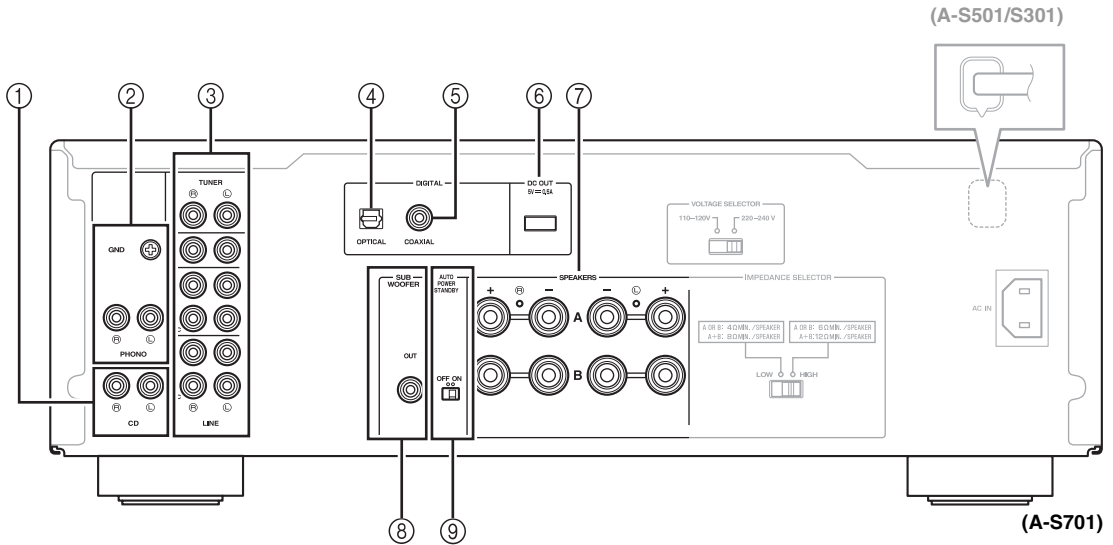 (A-S501/S301)
① ② ③ ④ ⑤ ⑥ ⑦
TUNER
Ⓡ Ⓛ
DIGITAL
DC OUT
5V ⎓ 0,5A
VOLTAGE SELECTOR
110–120V 220–240 V
GND
OPTICAL COAXIAL
SUB
WOOFER
AUTO
POWER
STANDBY
SPEAKERS
+ Ⓡ – – Ⓛ +
IMPEDANCE SELECTOR
A
AC IN
A OR B: 4ΩMIN. /SPEAKER
A+B: 8ΩMIN. /SPEAKER
A OR B: 6ΩMIN. /SPEAKER
A+B:12ΩMIN. /SPEAKER
Ⓡ Ⓛ
PHONO
OUT
OFF ON
B
LOW HIGH
Ⓡ Ⓛ
CD
Ⓡ Ⓛ
LINE
⑧ ⑨
(A-S701)